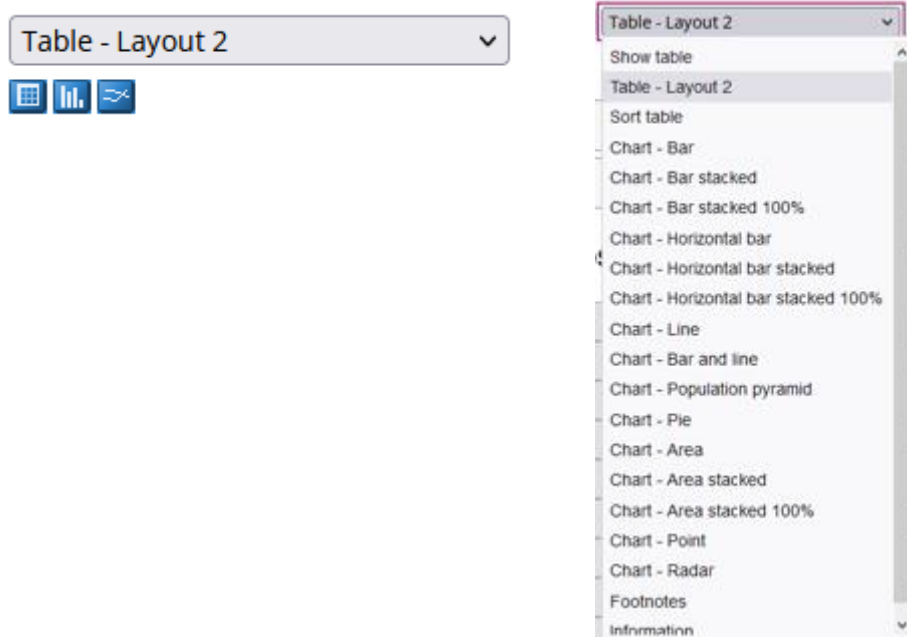 Table - Layout 2
Table - Layout 2
Show table
Table - Layout 2
Sort table
Chart - Bar
Chart - Bar stacked
Chart - Bar stacked 100%
Chart - Horizontal bar
Chart - Horizontal bar stacked
Chart - Horizontal bar stacked 100%
Chart - Line
Chart - Bar and line
Chart - Population pyramid
Chart - Pie
Chart - Area
Chart - Area stacked
Chart - Area stacked 100%
Chart - Point
Chart - Radar
Footnotes
Information